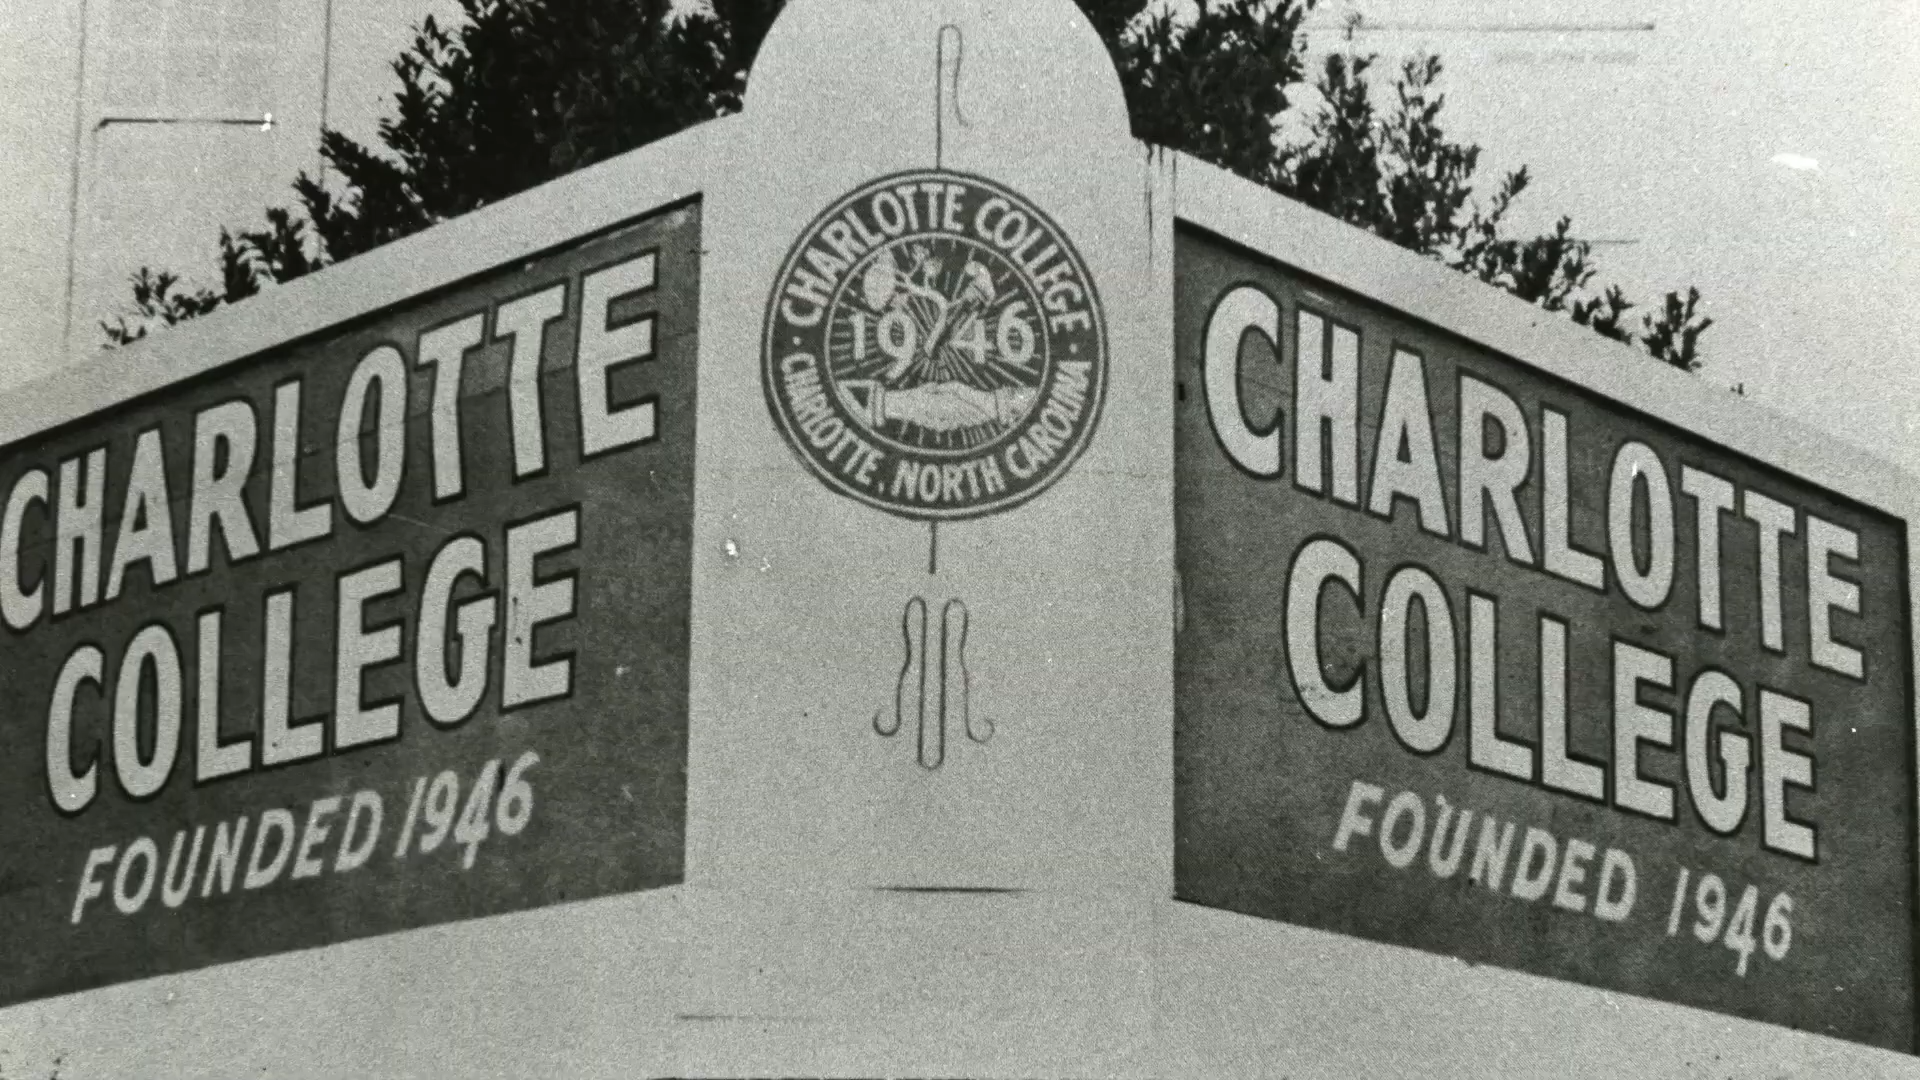 CHARLOTTE
COLLEGE
FOUNDED 1946
CHARLOTTE COLLEGE
1946
CHARLOTTE, NORTH CAROLINA
CHARLOTTE
COLLEGE
FOUNDED 1946